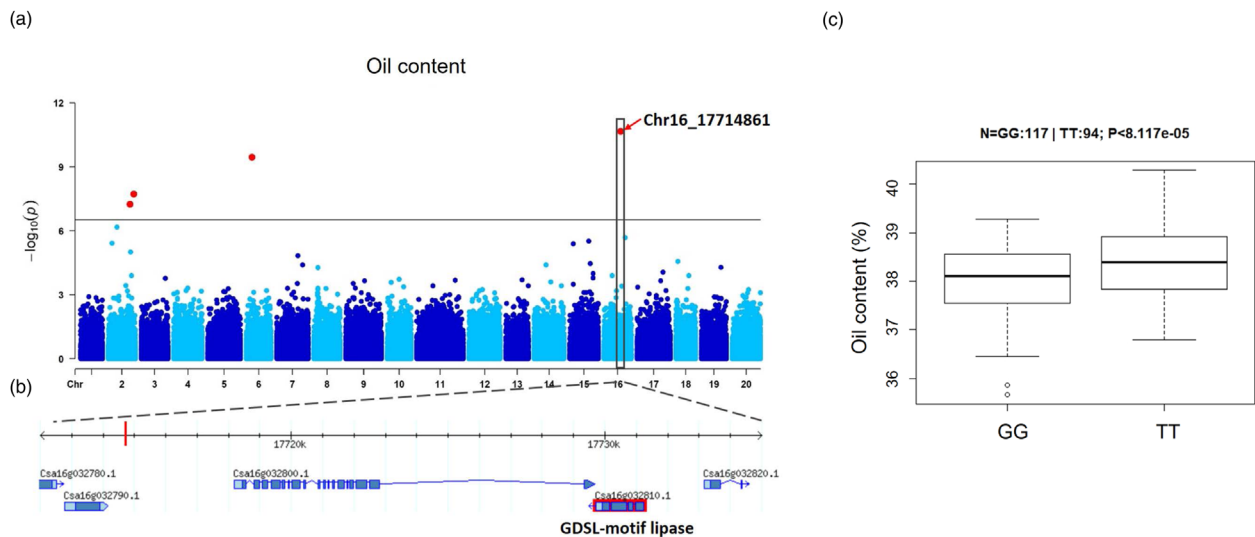 (a)
Oil content
12
9
6
3
0
−log10(p)
Chr16_17714861
Chr 1 2 3 4 5 6 7 8 9 10 11 12 13 14 15 16 17 18 19 20
(b)
17720k 17730k
Csa16g032780.1 Csa16g032800.1 Csa16g032820.1
Csa16g032790.1 Csa16g032810.1
GDSL-motif lipase
(c)
N=GG:117 | TT:94; P<8.117e-05
40
39
38
37
36
Oil content (%)
GG TT